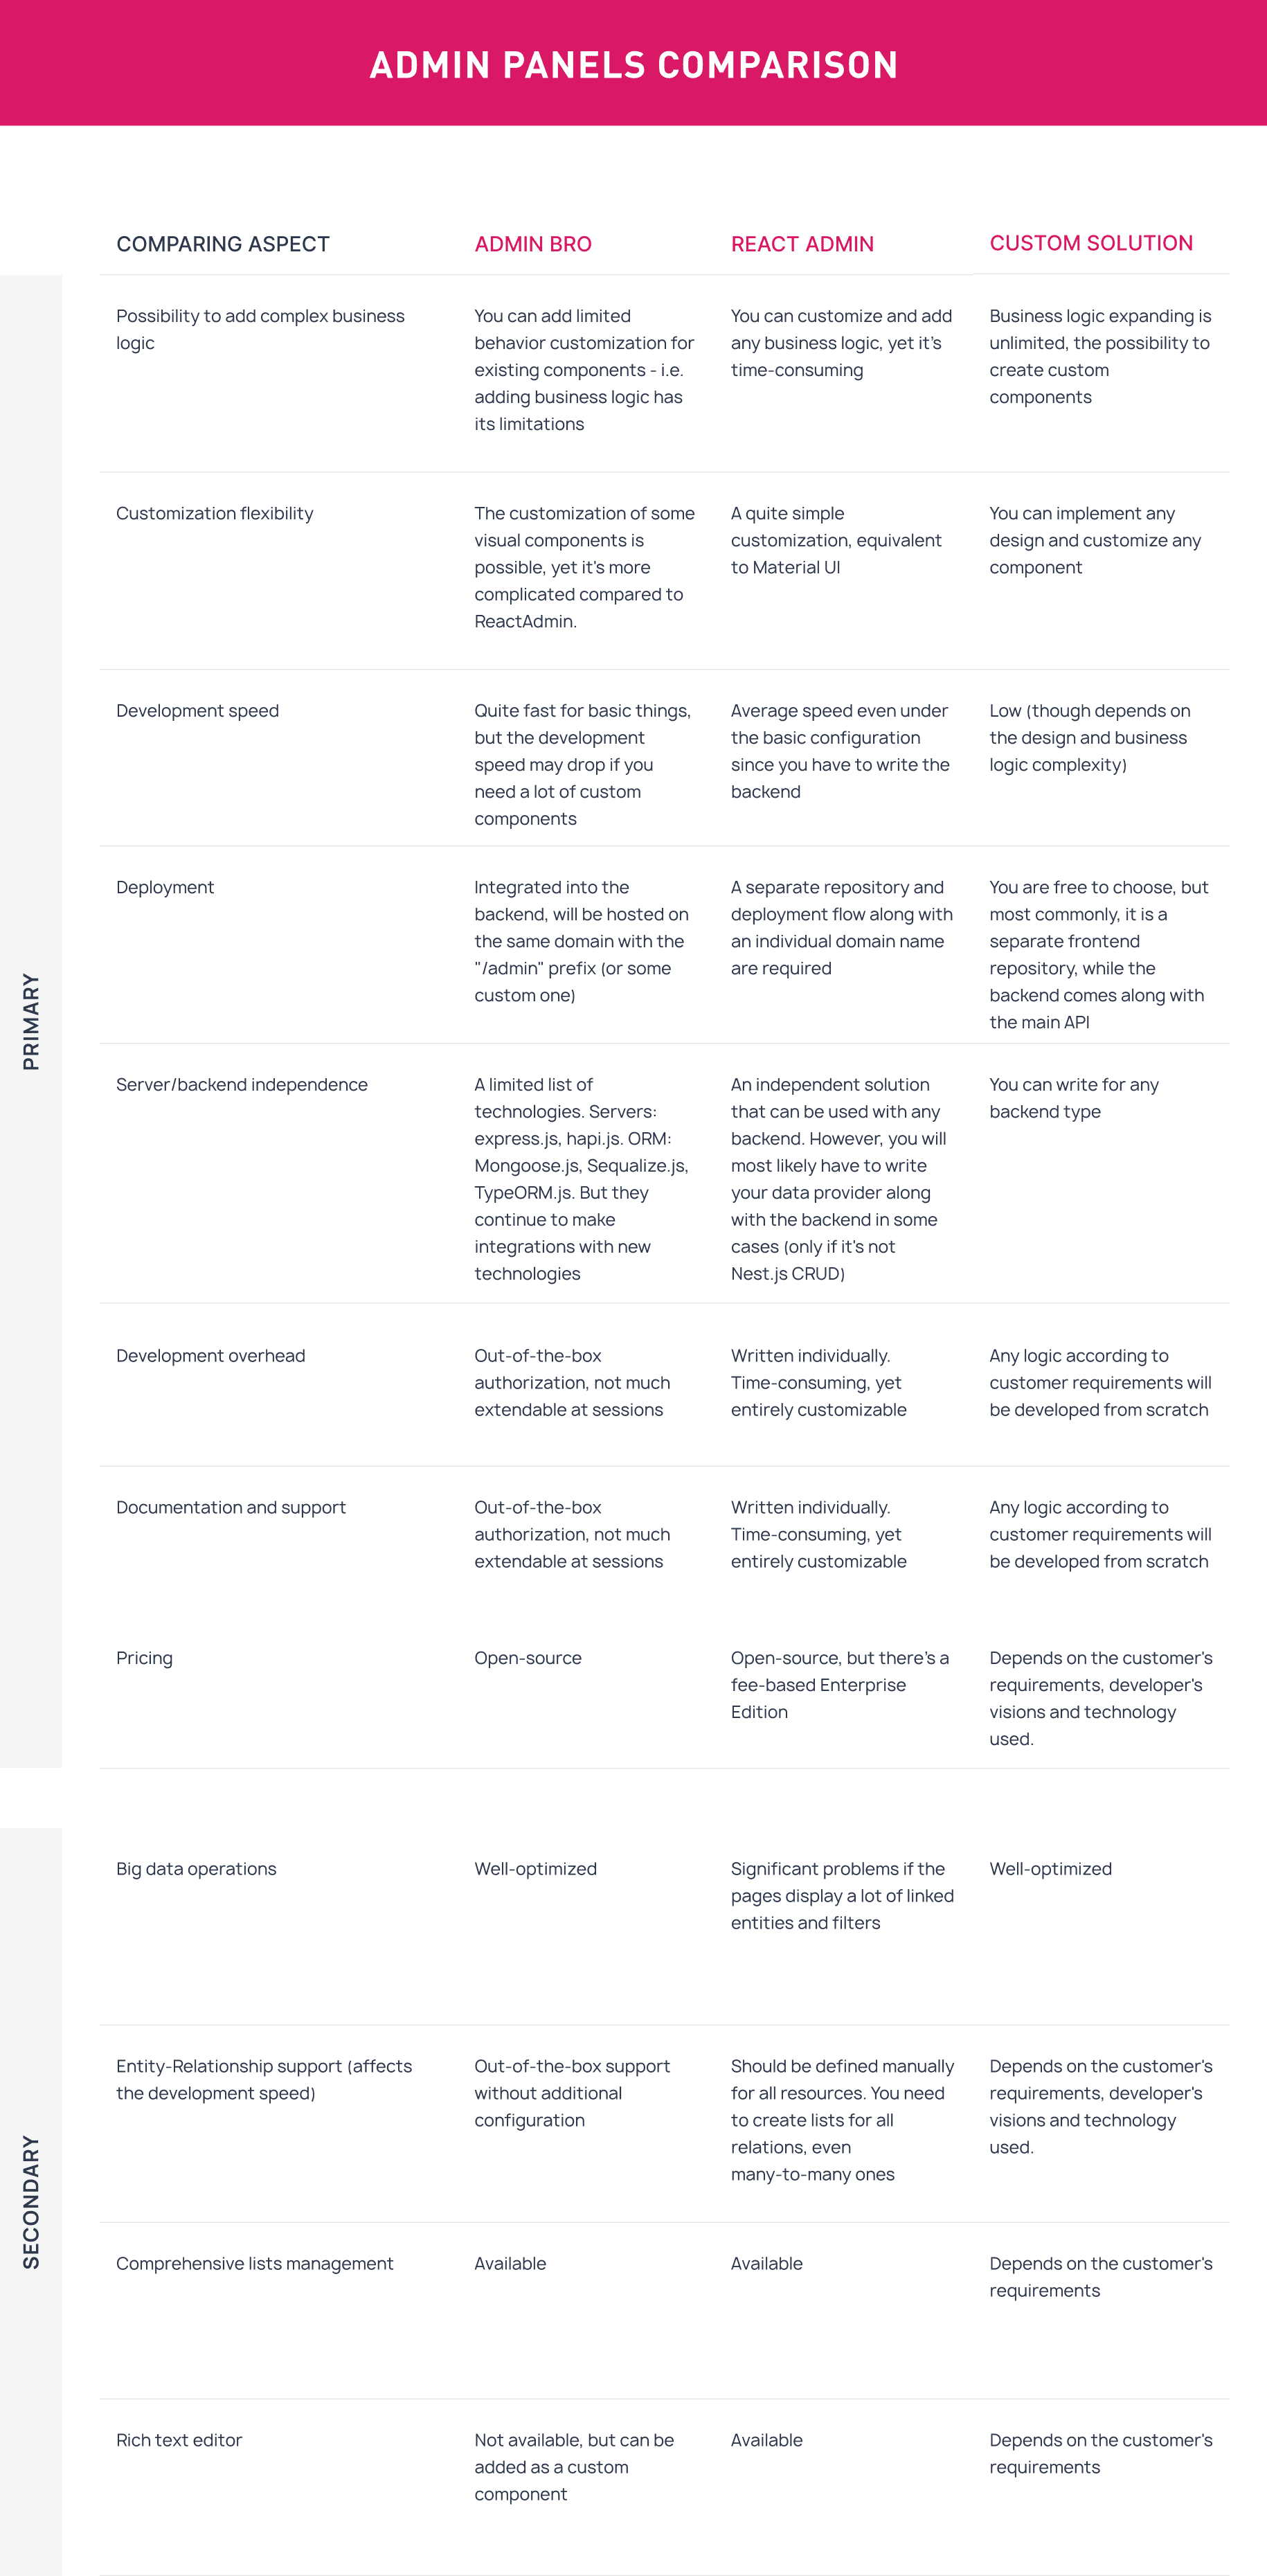 ADMIN PANELS COMPARISON
COMPARING ASPECT
ADMIN BRO
REACT ADMIN
CUSTOM SOLUTION
PRIMARY
Possibility to add complex business
logic
You can add limited
behavior customization for
existing components - i.e.
adding business logic has
its limitations
You can customize and add
any business logic, yet it's
time-consuming
Business logic expanding is
unlimited, the possibility to
create custom
components
Customization flexibility
The customization of some
visual components is
possible, yet it's more
complicated compared to
ReactAdmin.
A quite simple
customization, equivalent
to Material UI
You can implement any
design and customize any
component
Development speed
Quite fast for basic things,
but the development
speed may drop if you
need a lot of custom
components
Average speed even under
the basic configuration
since you have to write the
backend
Low (though depends on
the design and business
logic complexity)
Deployment
Integrated into the
backend, will be hosted on
the same domain with the
"/admin" prefix (or some
custom one)
A separate repository and
deployment flow along with
an individual domain name
are required
You are free to choose, but
most commonly, it is a
separate frontend
repository, while the
backend comes along with
the main API
Server/backend independence
A limited list of
technologies. Servers:
express.js, hapi.js. ORM:
Mongoose.js, Sequalize.js,
TypeORM.js. But they
continue to make
integrations with new
technologies
An independent solution
that can be used with any
backend. However, you will
most likely have to write
your data provider along
with the backend in some
cases (only if it's not
Nest.js CRUD)
You can write for any
backend type
Development overhead
Out-of-the-box
authorization, not much
extendable at sessions
Written individually.
Time-consuming, yet
entirely customizable
Any logic according to
customer requirements will
be developed from scratch
Documentation and support
Out-of-the-box
authorization, not much
extendable at sessions
Written individually.
Time-consuming, yet
entirely customizable
Any logic according to
customer requirements will
be developed from scratch
Pricing
Open-source
Open-source, but there's a
fee-based Enterprise
Edition
Depends on the customer's
requirements, developer's
visions and technology
used.
SECONDARY
Big data operations
Well-optimized
Significant problems if the
pages display a lot of linked
entities and filters
Well-optimized
Entity-Relationship support (affects
the development speed)
Out-of-the-box support
without additional
configuration
Should be defined manually
for all resources. You need
to create lists for all
relations, even
many-to-many ones
Depends on the customer's
requirements, developer's
visions and technology
used.
Comprehensive lists management
Available
Available
Depends on the customer's
requirements
Rich text editor
Not available, but can be
added as a custom
component
Available
Depends on the customer's
requirements